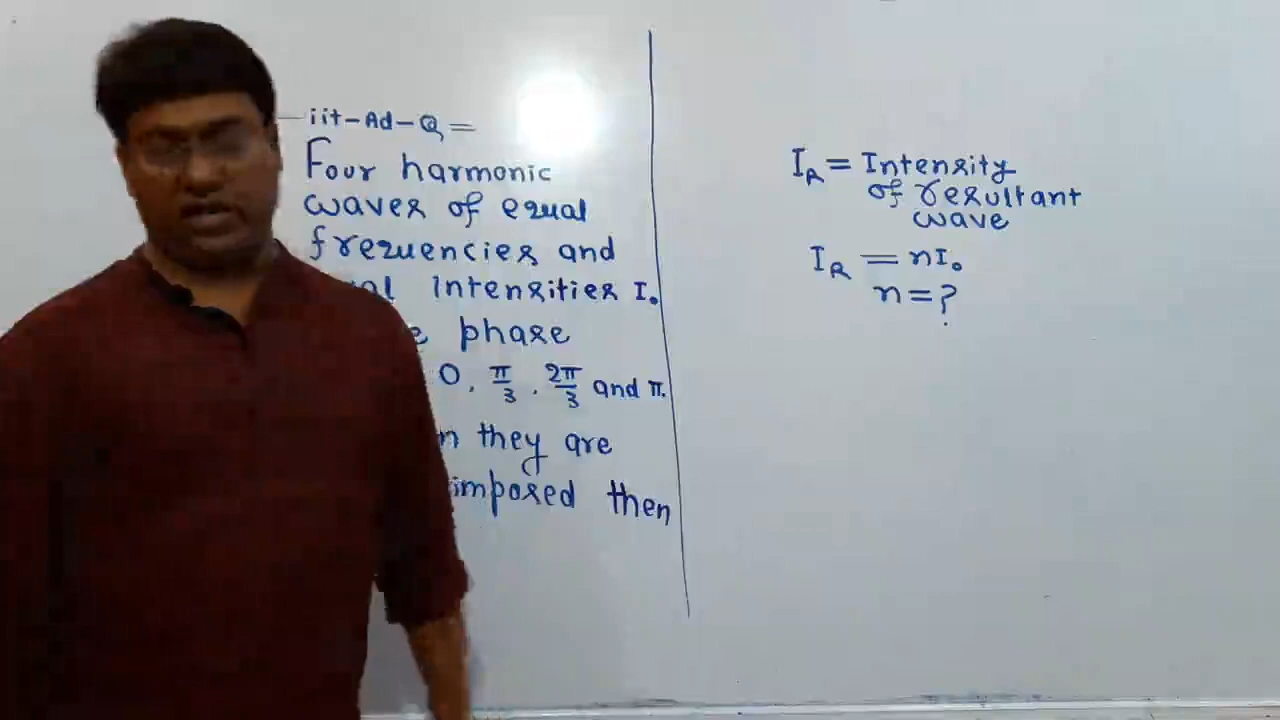 iit-Ad-Q =
Four harmonic
waves of equal
frequencies and
Intensities I₀
phase
0, π/3, 2π/3 and π.
they are
then
I_R = Intensity
of resultant
wave
I_R = nI₀
n = ?